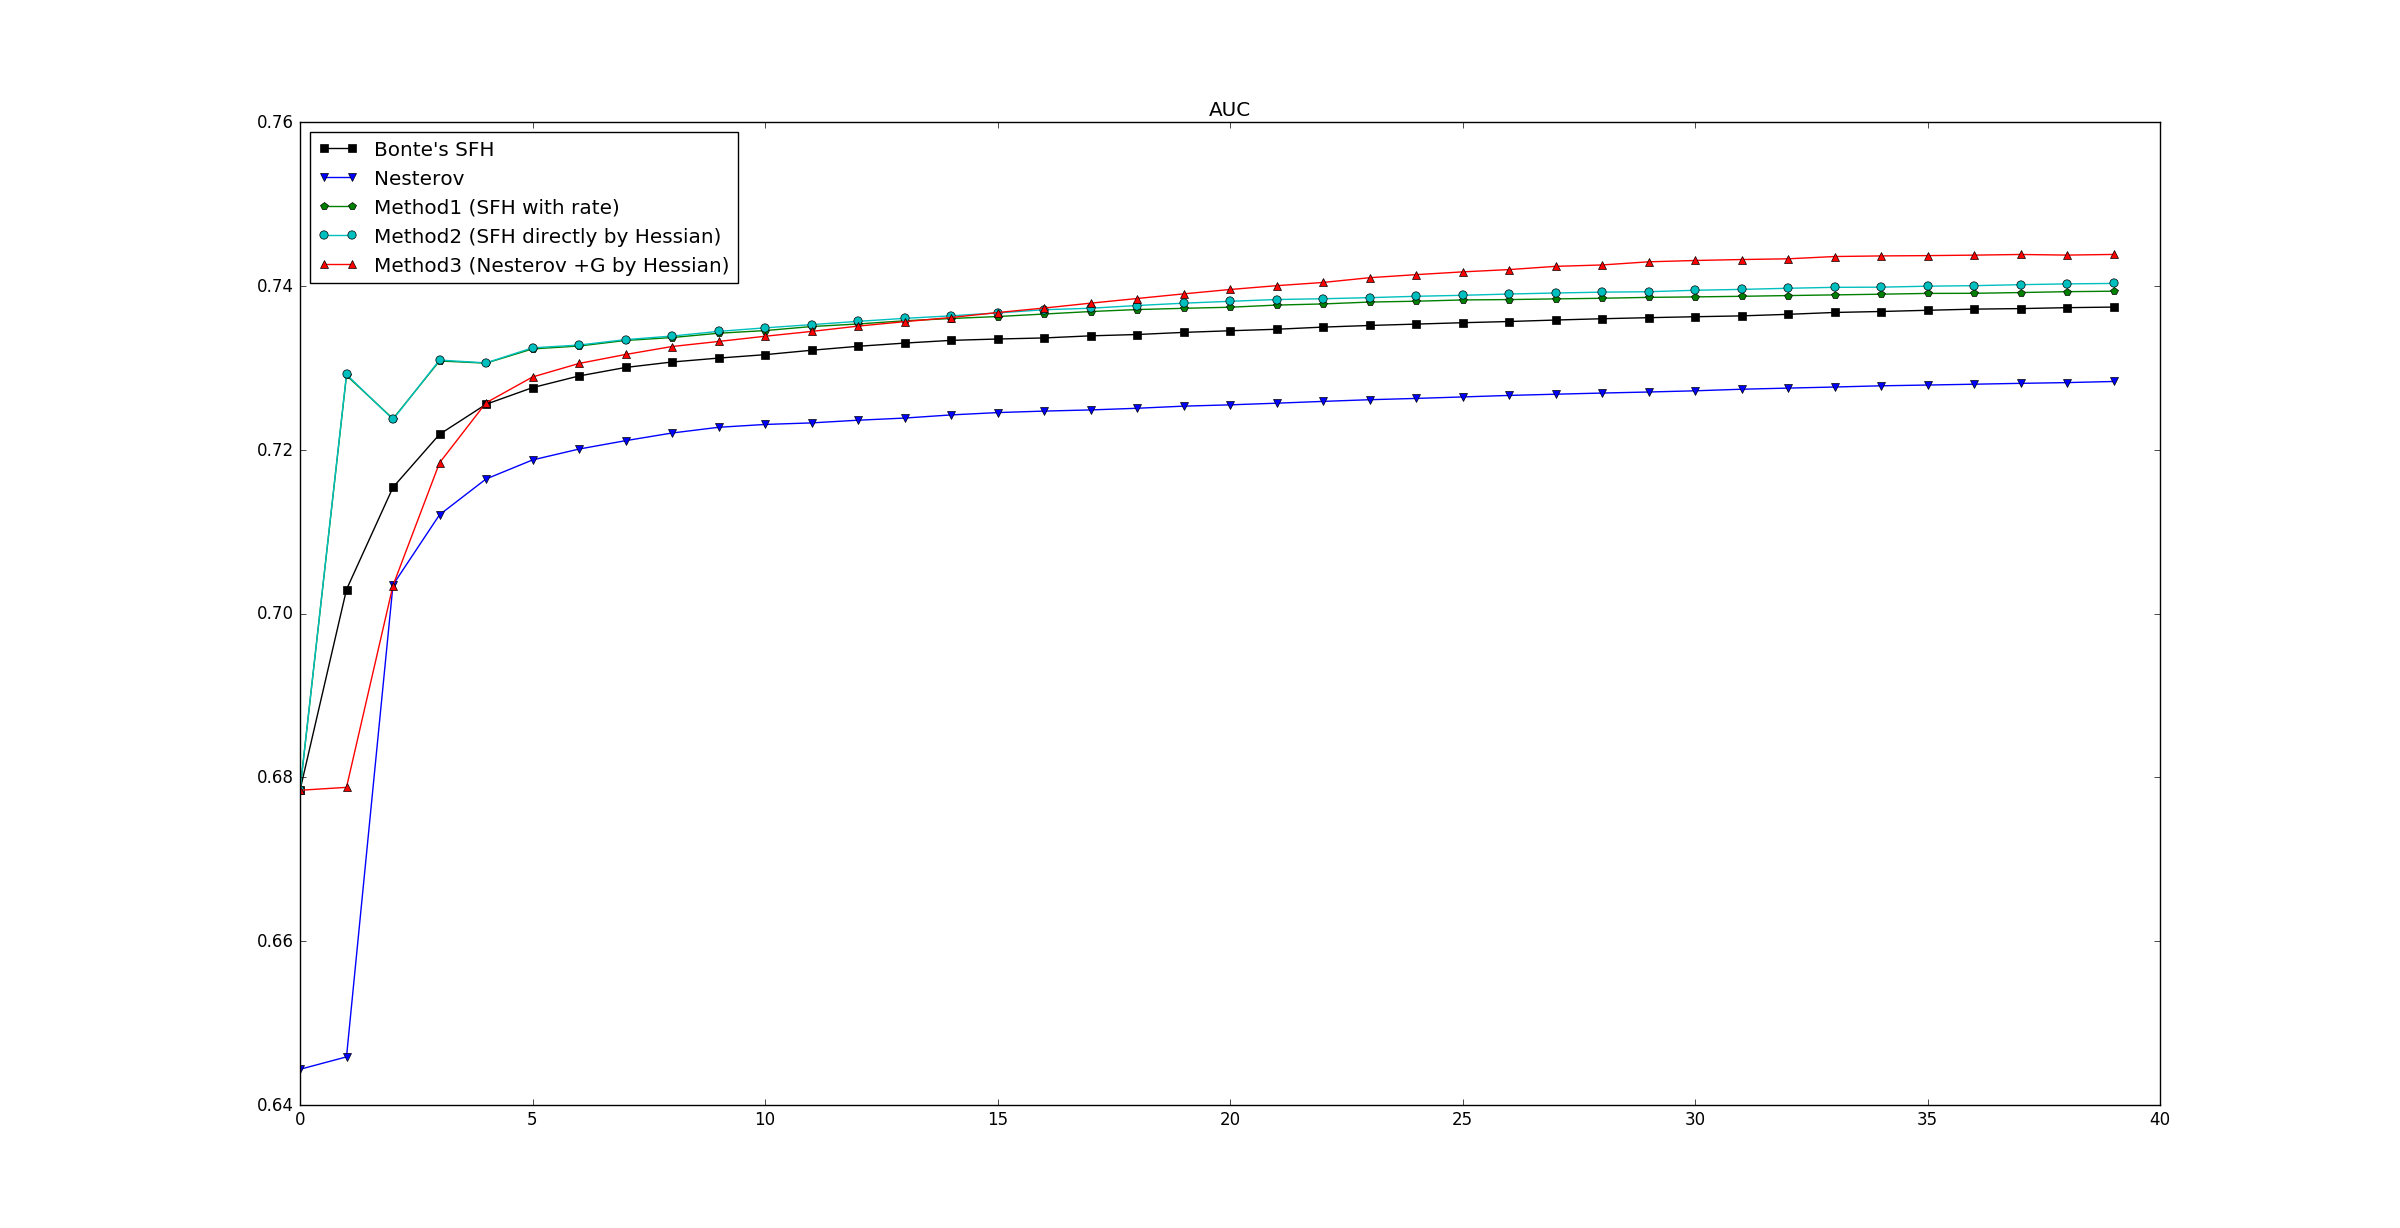 AUC
0.76
0.74
0.72
0.70
0.68
0.66
0.64
Bonte's SFH
Nesterov
Method1 (SFH with rate)
Method2 (SFH directly by Hessian)
Method3 (Nesterov +G by Hessian)
0 5 10 15 20 25 30 35 40